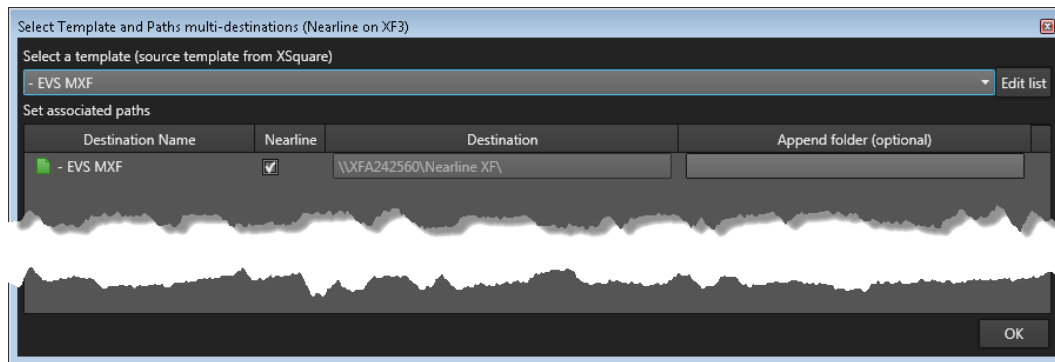 Select Template and Paths multi-destinations (Nearline on XF3)
Select a template (source template from XSquare)
- EVS MXF Edit list
Set associated paths
Destination Name Nearline Destination Append folder (optional)
- EVS MXF \\XFA242560\Nearline XF\
OK